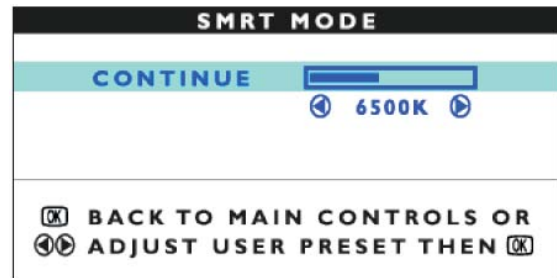 SMRT MODE
CONTINUE
6500K
OK BACK TO MAIN CONTROLS OR
ADJUST USER PRESET THEN OK